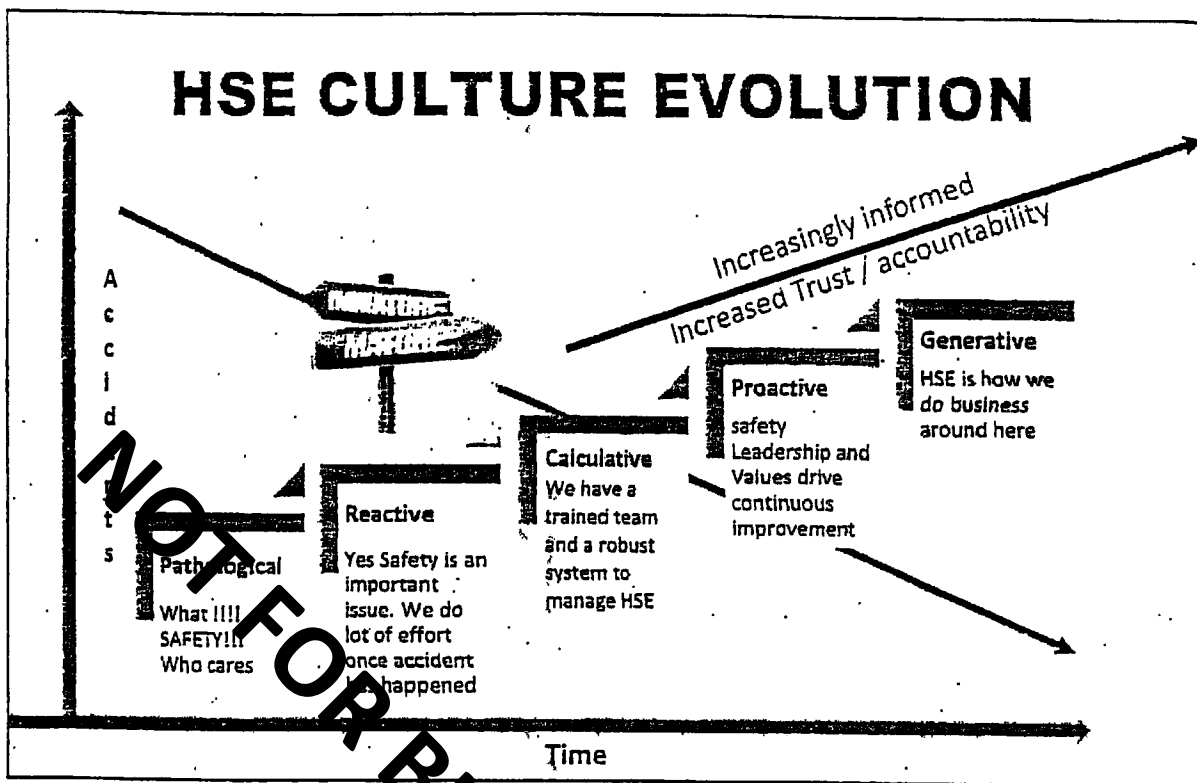 HSE CULTURE EVOLUTION
Increasingly informed
Increased Trust / accountability
Generative
HSE is how we
do business
around here
Proactive
safety
Leadership and
Values drive
continuous
improvement
Calculative
We have a
trained team
and a robust
system to
manage HSE
Reactive
Yes Safety is an
important
issue. We do
lot of effort
once accident
happened
Pathological
What !!!!
SAFETY!!!
Who cares
Time
NOT FOR